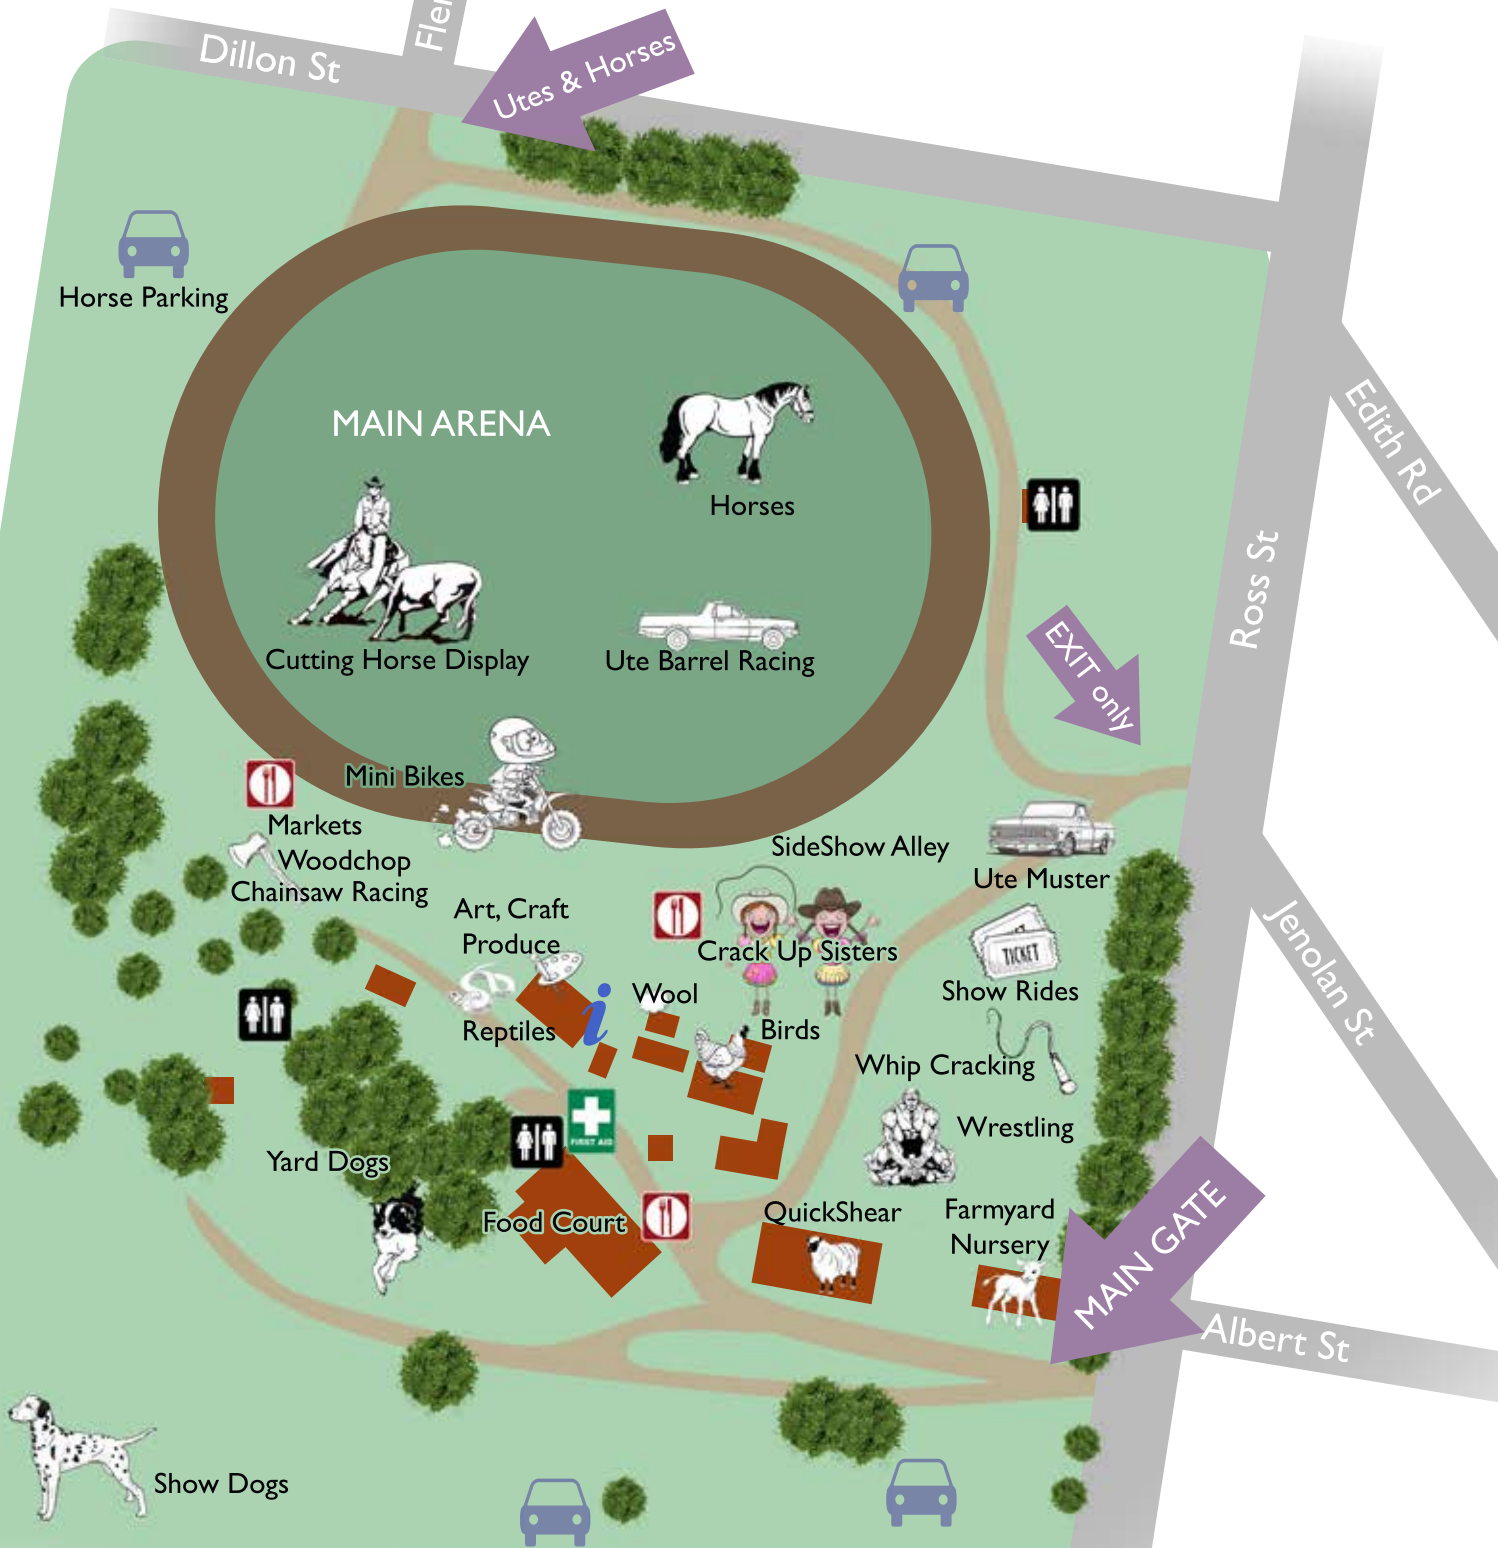 Dillon St
Utes & Horses
Horse Parking
MAIN ARENA
Horses
Edith Rd
Ross St
Cutting Horse Display
Ute Barrel Racing
EXIT only
Mini Bikes
Markets
Woodchop
Chainsaw Racing
SideShow Alley
Ute Muster
Art, Craft
Produce
Crack Up Sisters
TICKET
Show Rides
Jenolan St
Wool
Reptiles
i
Birds
Whip Cracking
FIRST AID
Wrestling
Yard Dogs
Food Court
QuickShear
Farmyard
Nursery
MAIN GATE
Albert St
Show Dogs